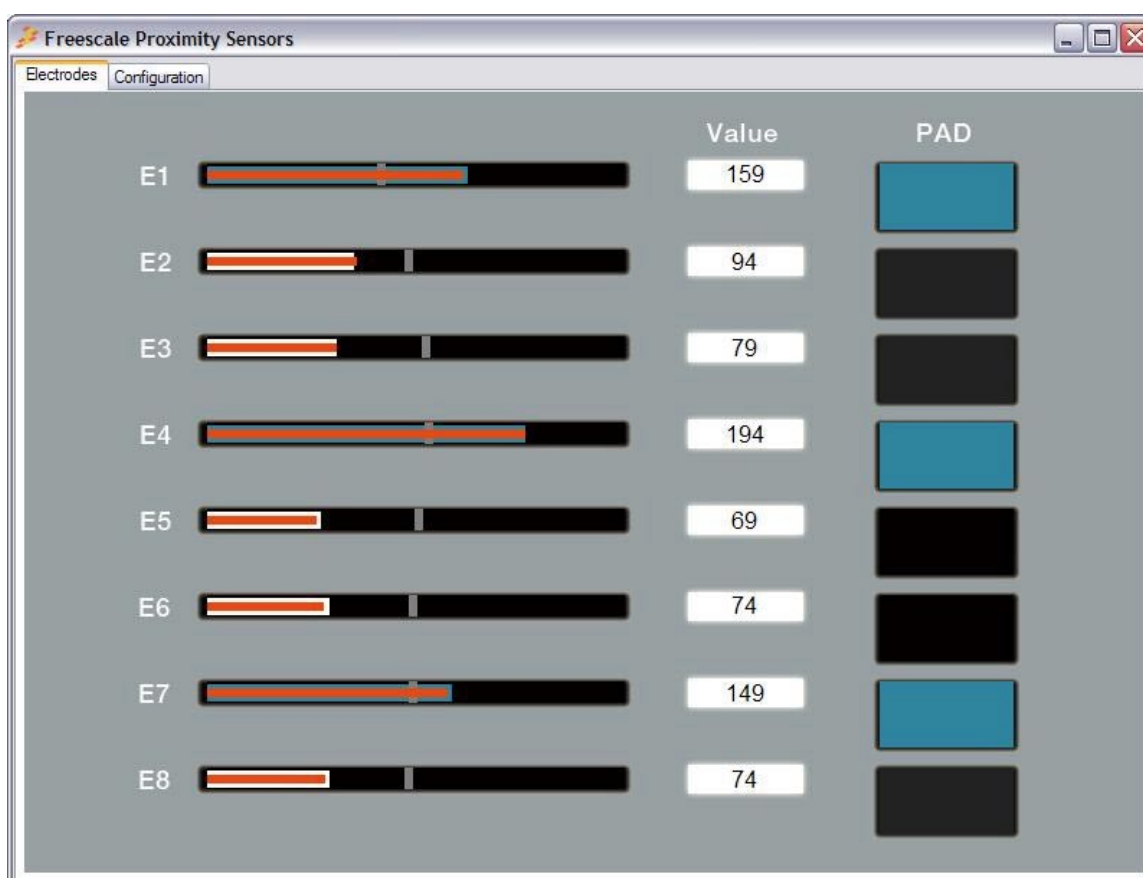 Freescale Proximity Sensors
Electrodes Configuration
Value PAD
E1 159
E2 94
E3 79
E4 194
E5 69
E6 74
E7 149
E8 74